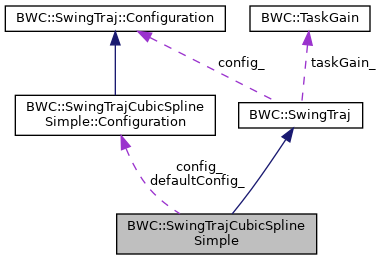 BWC::SwingTraj::Configuration
BWC::TaskGain
config_
taskGain_
BWC::SwingTrajCubicSpline
Simple::Configuration
BWC::SwingTraj
config_
defaultConfig_
BWC::SwingTrajCubicSpline
Simple